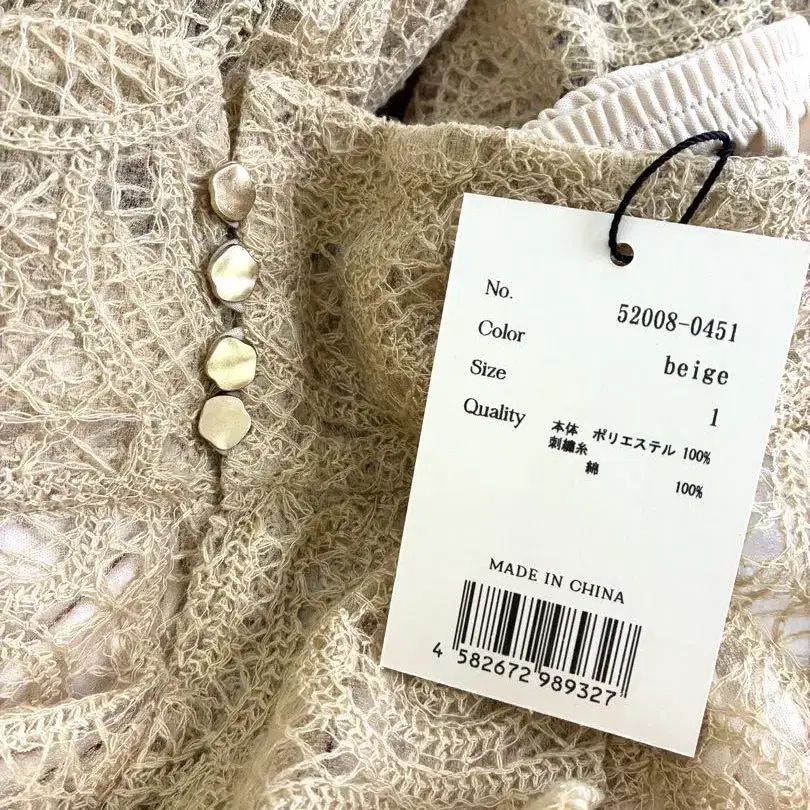 No. 52008-0451
Color beige
Size 1
Quality 本体 ポリエステル 100%
刺繍糸
綿 100%
MADE IN CHINA
4 582672 989327